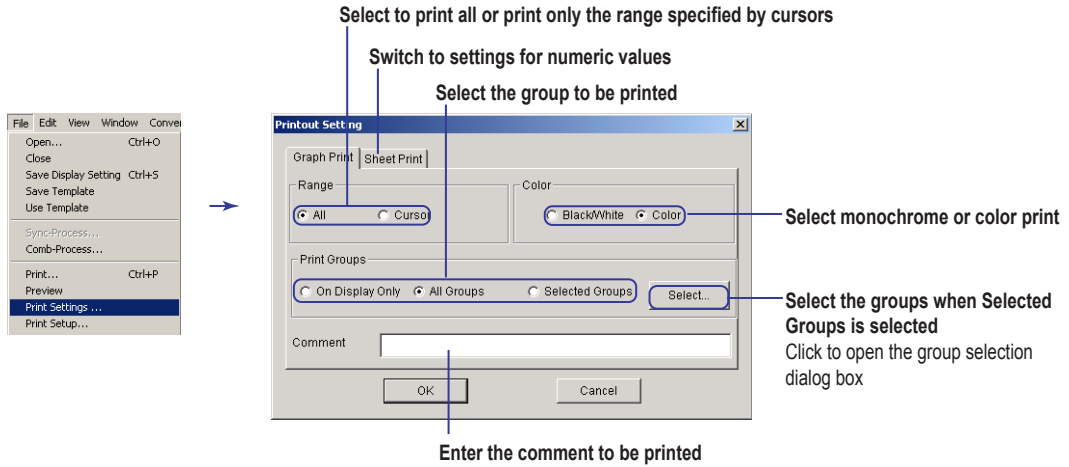 Select to print all or print only the range specified by cursors
Switch to settings for numeric values
Select the group to be printed
File Edit View Window Conver
Open... Ctrl+O
Close
Save Display Setting Ctrl+S
Save Template
Use Template
Sync-Process...
Comb-Process...
Print... Ctrl+P
Preview
Print Settings ...
Print Setup...
Printout Setting
Graph Print Sheet Print
Range
Color
All Cursor
Black/White Color
Select monochrome or color print
Print Groups
On Display Only All Groups Selected Groups Select...
Select the groups when Selected
Groups is selected
Click to open the group selection
dialog box
Comment
OK Cancel
Enter the comment to be printed